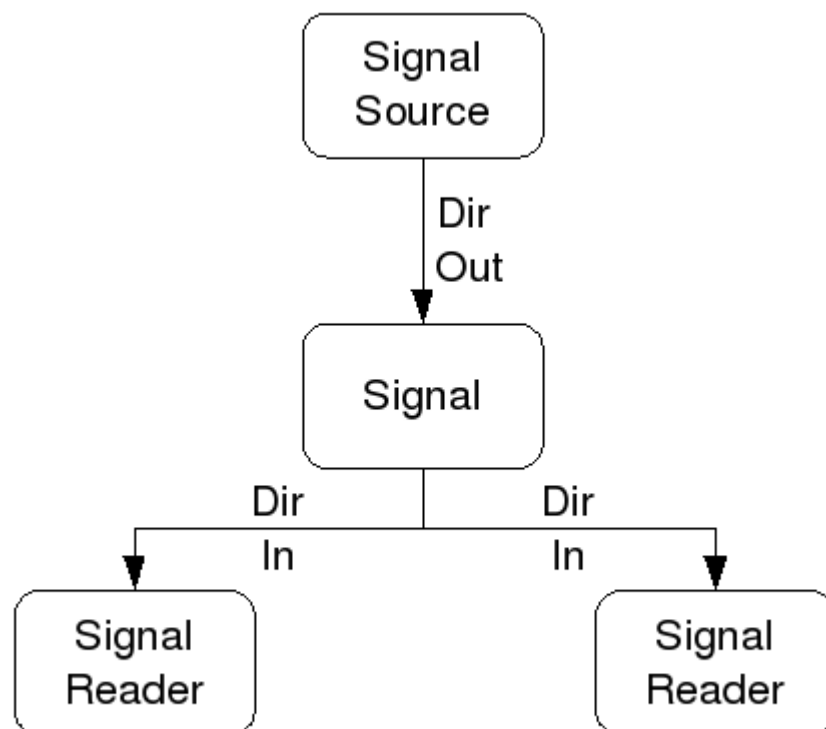 Signal
Source
Dir
Out
Signal
Dir
In
Dir
In
Signal
Reader
Signal
Reader